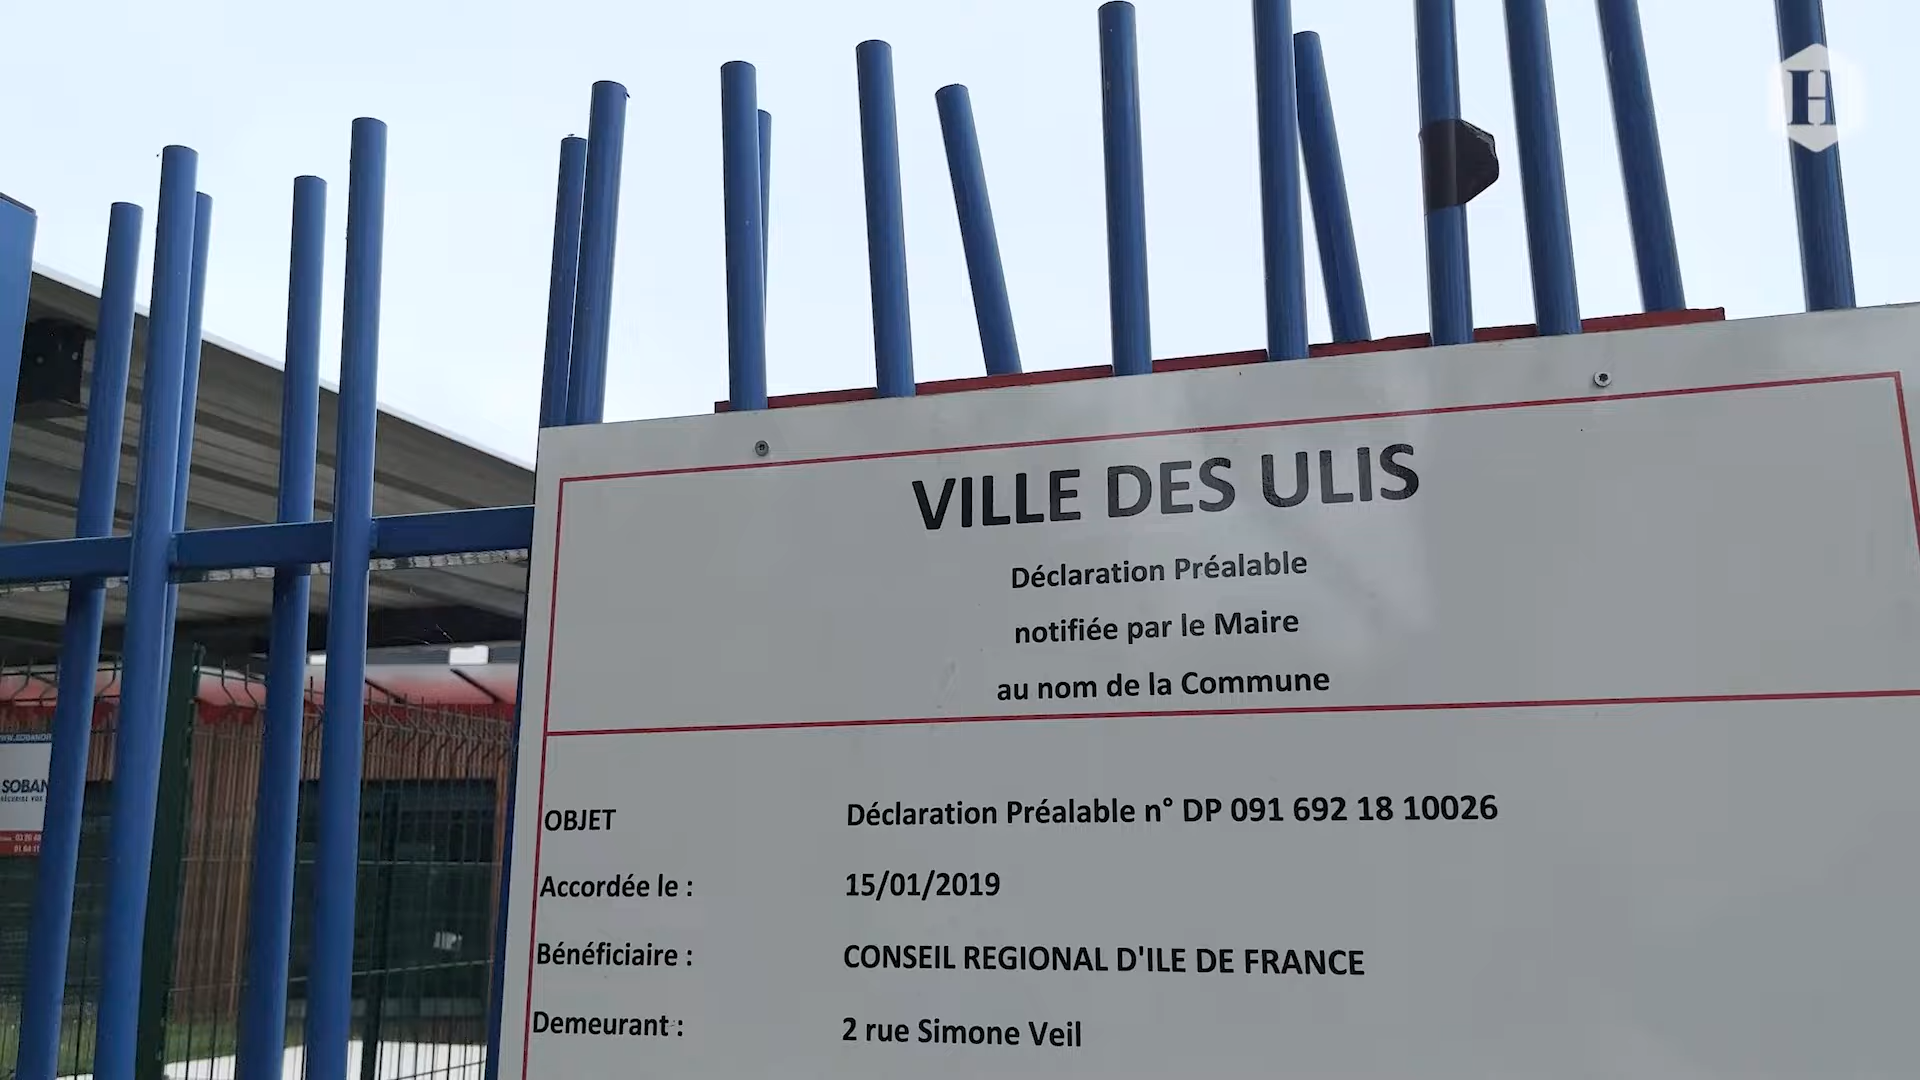 VILLE DES ULIS
Déclaration Préalable
notifiée par le Maire
au nom de la Commune
OBJET Déclaration Préalable n° DP 091 692 18 10026
Accordée le : 15/01/2019
Bénéficiaire : CONSEIL REGIONAL D'ILE DE FRANCE
Demeurant : 2 rue Simone Veil
H
SOBAN